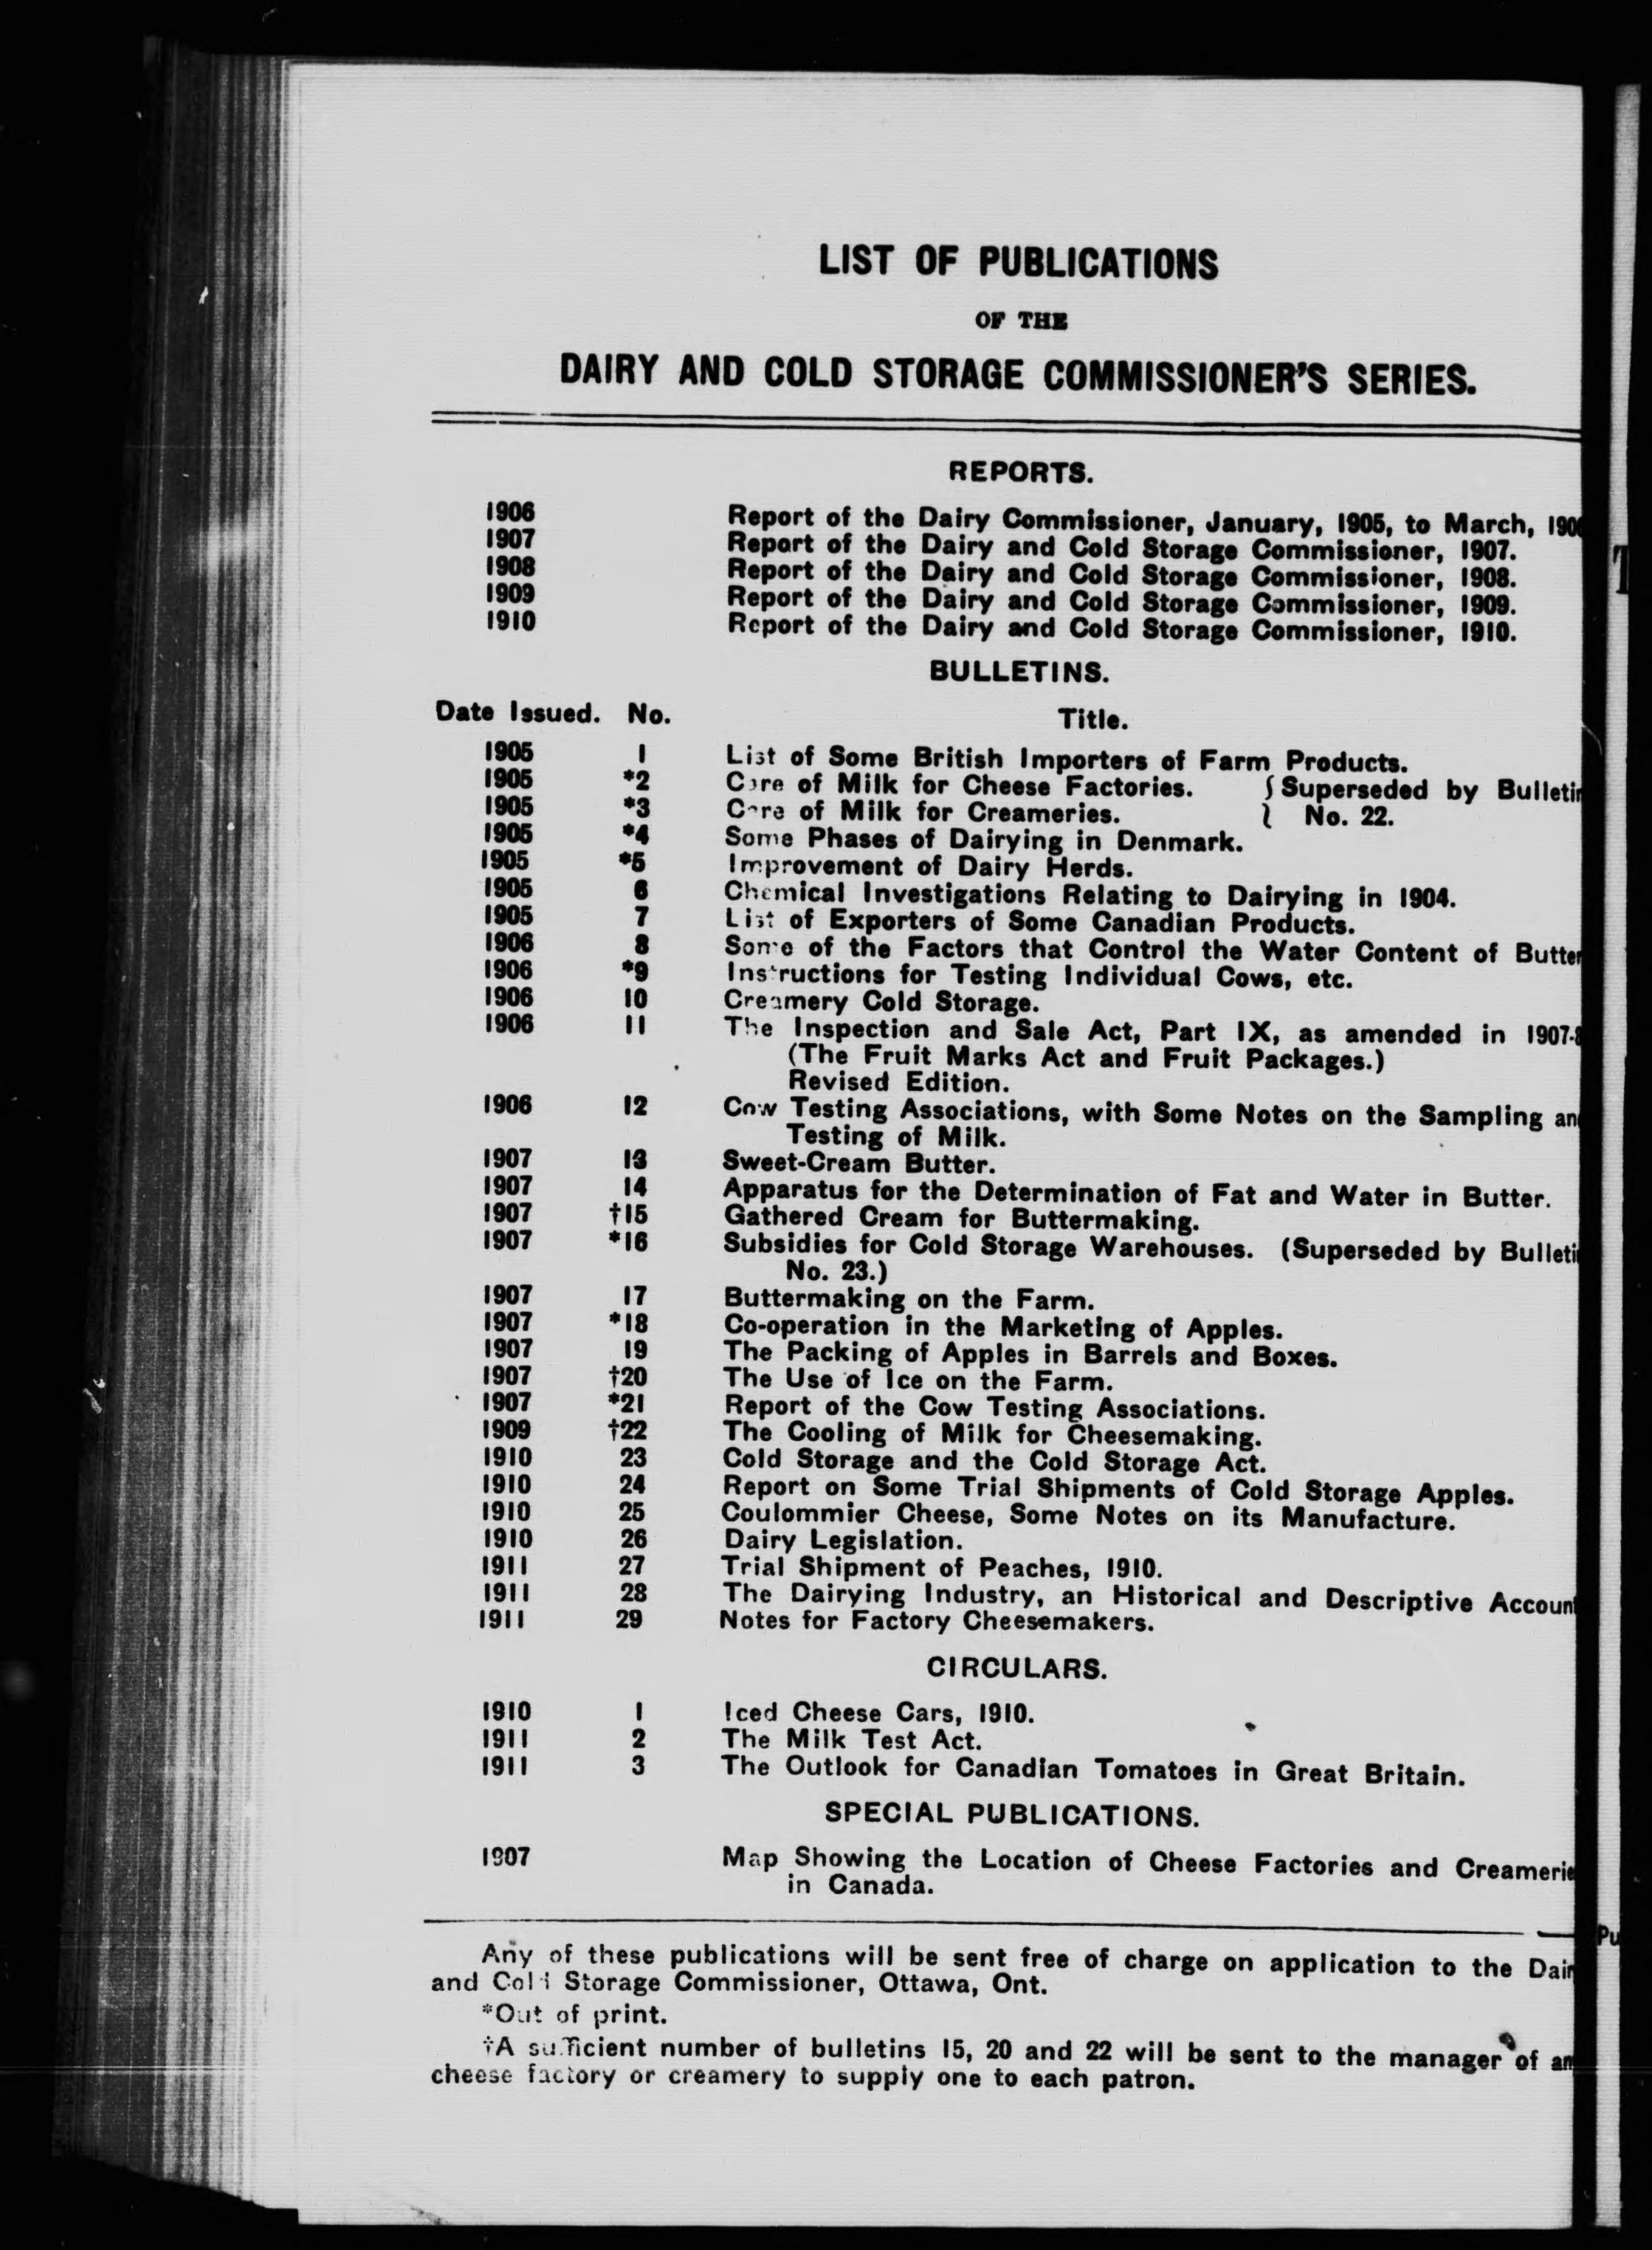 LIST OF PUBLICATIONS
OF THE
DAIRY AND COLD STORAGE COMMISSIONER'S SERIES.
REPORTS.
1906 Report of the Dairy Commissioner, January, 1905, to March, 190
1907 Report of the Dairy and Cold Storage Commissioner, 1907.
1908 Report of the Dairy and Cold Storage Commissioner, 1908.
1909 Report of the Dairy and Cold Storage Commissioner, 1909.
1910 Report of the Dairy and Cold Storage Commissioner, 1910.
BULLETINS.
Date Issued. No. Title.
1905 1 List of Some British Importers of Farm Products.
1905 *2 Care of Milk for Cheese Factories. { Superseded by Bulletin
1905 *3 Care of Milk for Creameries. { No. 22.
1905 *4 Some Phases of Dairying in Denmark.
1905 *5 Improvement of Dairy Herds.
1905 6 Chemical Investigations Relating to Dairying in 1904.
1905 7 List of Exporters of Some Canadian Products.
1906 8 Some of the Factors that Control the Water Content of Butter
1906 *9 Instructions for Testing Individual Cows, etc.
1906 10 Creamery Cold Storage.
1906 11 The Inspection and Sale Act, Part IX, as amended in 1907-8
(The Fruit Marks Act and Fruit Packages.)
Revised Edition.
1906 12 Cow Testing Associations, with Some Notes on the Sampling an
Testing of Milk.
1907 13 Sweet-Cream Butter.
1907 14 Apparatus for the Determination of Fat and Water in Butter.
1907 †15 Gathered Cream for Buttermaking.
1907 *16 Subsidies for Cold Storage Warehouses. (Superseded by Bulleti
No. 23.)
1907 17 Buttermaking on the Farm.
1907 *18 Co-operation in the Marketing of Apples.
1907 19 The Packing of Apples in Barrels and Boxes.
1907 †20 The Use of Ice on the Farm.
1907 *21 Report of the Cow Testing Associations.
1909 †22 The Cooling of Milk for Cheesemaking.
1910 23 Cold Storage and the Cold Storage Act.
1910 24 Report on Some Trial Shipments of Cold Storage Apples.
1910 25 Coulommier Cheese, Some Notes on its Manufacture.
1910 26 Dairy Legislation.
1911 27 Trial Shipment of Peaches, 1910.
1911 28 The Dairying Industry, an Historical and Descriptive Account
1911 29 Notes for Factory Cheesemakers.
CIRCULARS.
1910 1 Iced Cheese Cars, 1910.
1911 2 The Milk Test Act.
1911 3 The Outlook for Canadian Tomatoes in Great Britain.
SPECIAL PUBLICATIONS.
1907 Map Showing the Location of Cheese Factories and Creamerie
in Canada.
Any of these publications will be sent free of charge on application to the Dair
and Cold Storage Commissioner, Ottawa, Ont.
*Out of print.
†A sufficient number of bulletins 15, 20 and 22 will be sent to the manager of an
cheese factory or creamery to supply one to each patron.
T
Pu